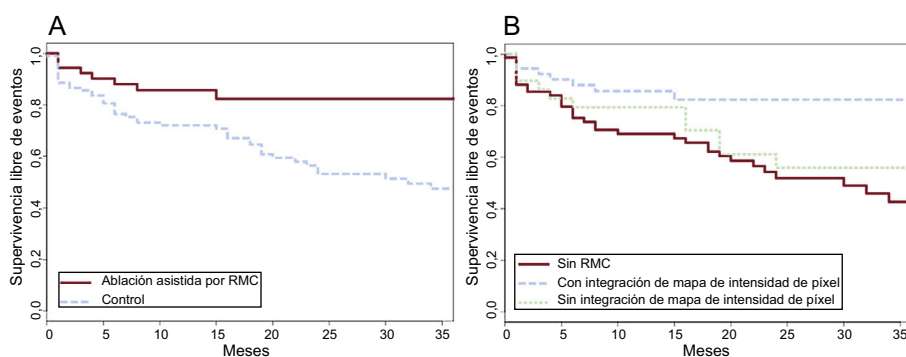 A
Supervivencia libre de eventos
1,0
0,8
0,6
0,4
0,2
0,0
Ablación asistida por RMC
Control
0 5 10 15 20 25 30 35
Meses
B
Supervivencia libre de eventos
1,0
0,8
0,6
0,4
0,2
0,0
Sin RMC
Con integración de mapa de intensidad de píxel
Sin integración de mapa de intensidad de píxel
0 5 10 15 20 25 30 35
Meses